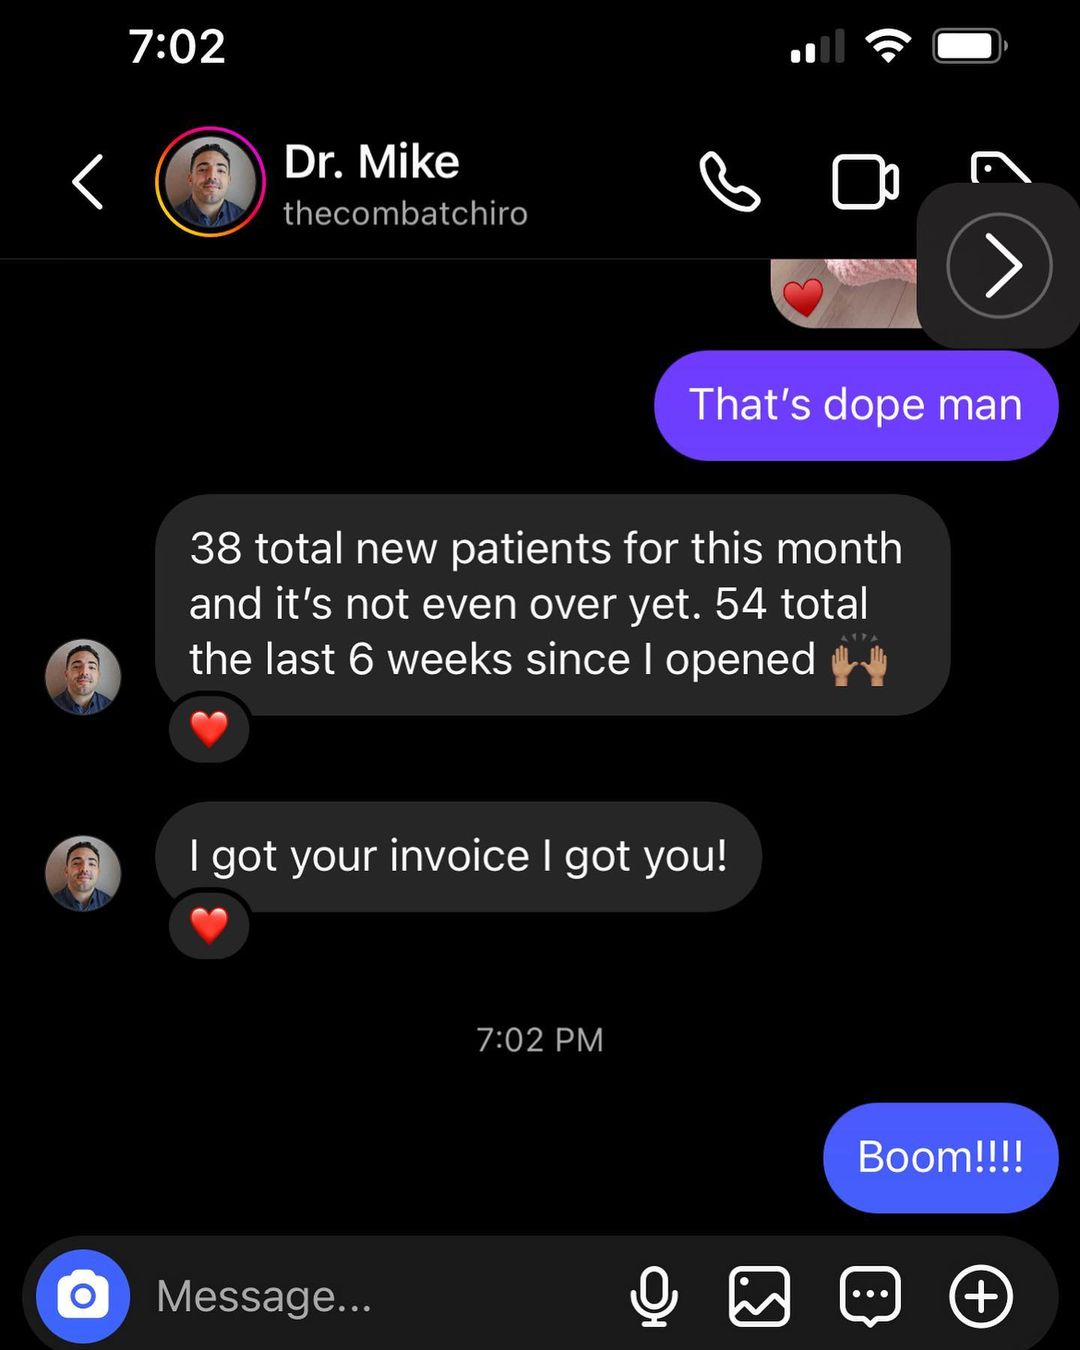 7:02
Dr. Mike
thecombatchiro
That’s dope man
38 total new patients for this month
and it’s not even over yet. 54 total
the last 6 weeks since I opened 🙌🏽
I got your invoice I got you!
7:02 PM
Boom!!!!
Message...